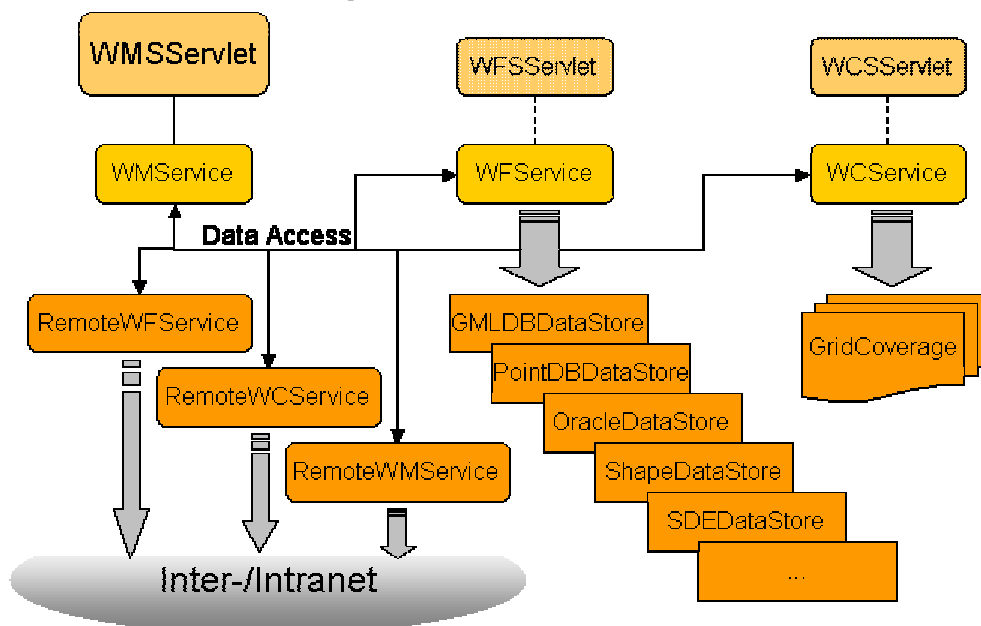 WMSServlet
WFSServlet
WCSServlet
WMService
WFService
WCService
Data Access
RemoteWFService
GMLDBDataStore
GridCoverage
PointDBDataStore
RemoteWCService
OracleDataStore
RemoteWMService
ShapeDataStore
SDEDataStore
...
Inter-/Intranet